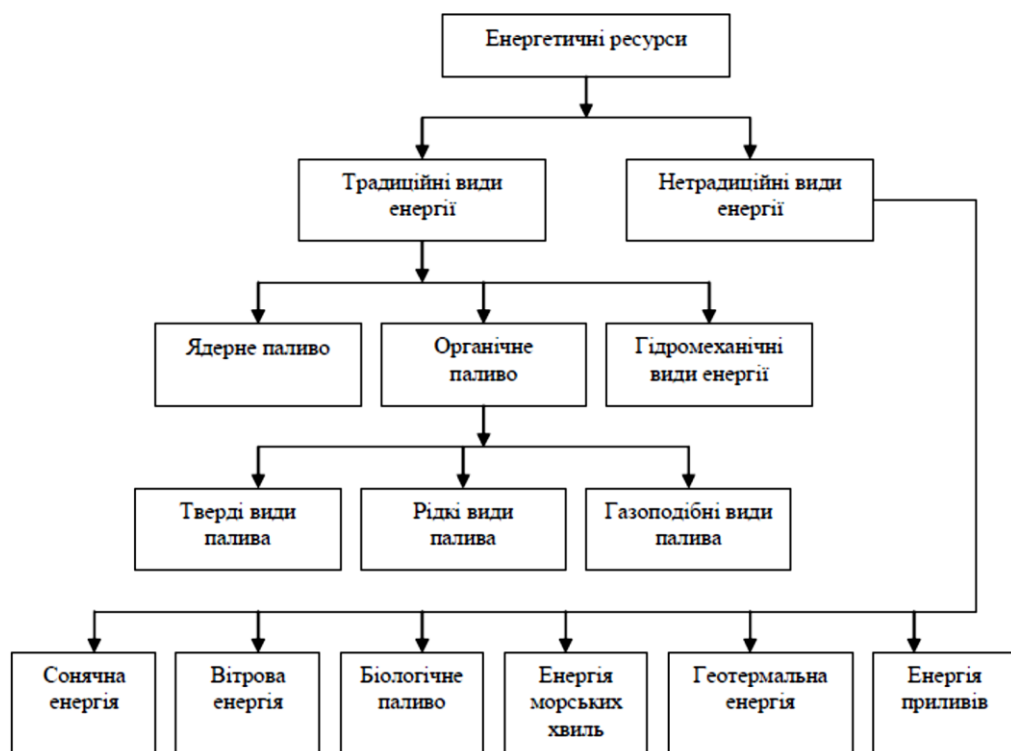 Енергетичні ресурси
Традиційні види
енергії
Нетрадиційні види
енергії
Ядерне паливо
Органічне
паливо
Гідромеханічні
види енергії
Тверді види
палива
Рідкі види
палива
Газоподібні види
палива
Сонячна
енергія
Вітрова
енергія
Біологічне
паливо
Енергія
морських
хвиль
Геотермальна
енергія
Енергія
приливів